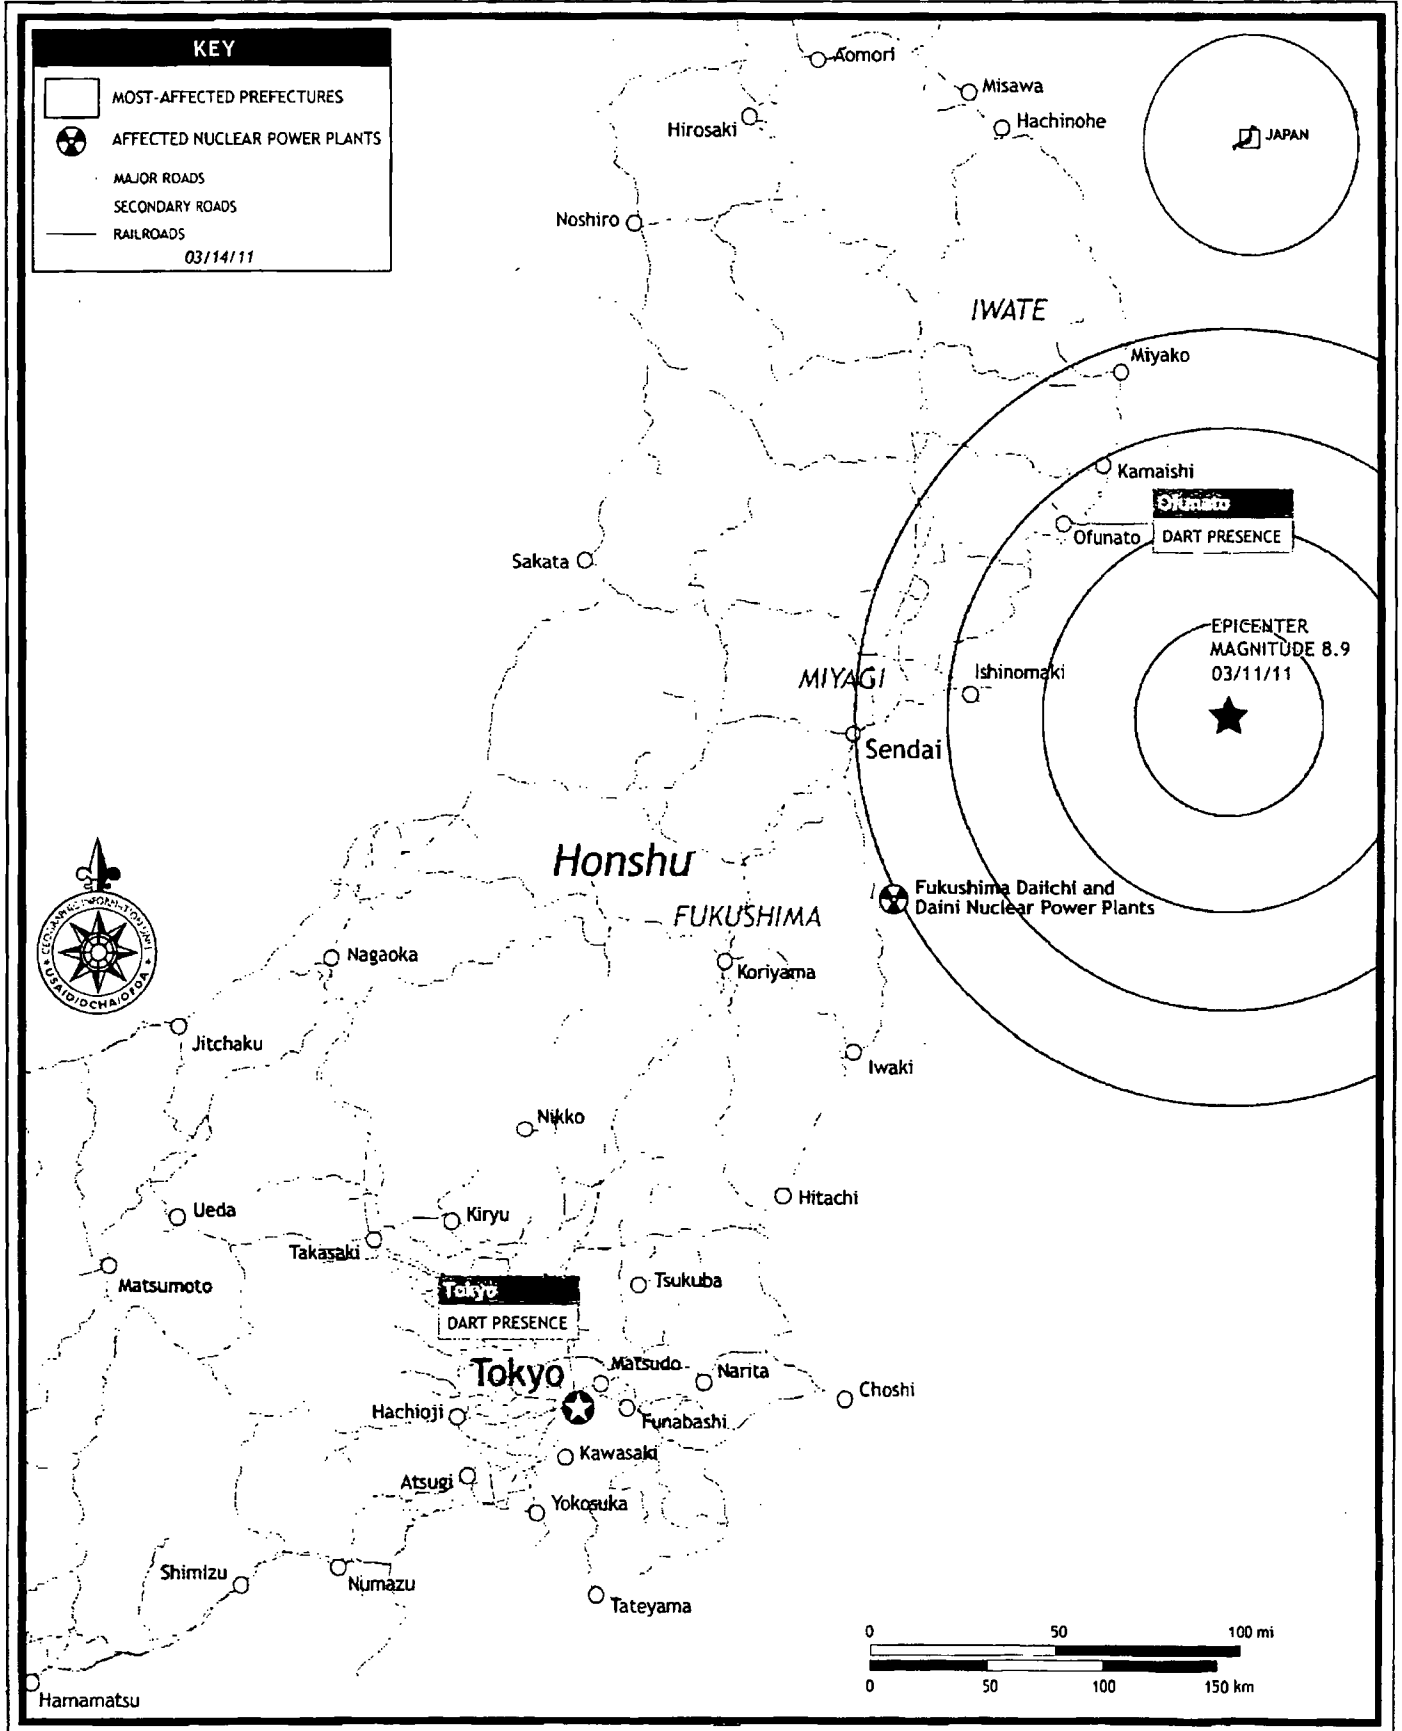 KEY
MOST-AFFECTED PREFECTURES
AFFECTED NUCLEAR POWER PLANTS
MAJOR ROADS
SECONDARY ROADS
RAILROADS
03/14/11
Aomori
Misawa
Hachinohe
Hirosaki
JAPAN
Noshiro
IWATE
Miyako
Kamaishi
Ofunato
DART PRESENCE
Ofunato
Sakata
EPICENTER
MAGNITUDE 8.9
03/11/11
MIYAGI
Ishinomaki
Sendai
Honshu
Fukushima Daiichi and
Daini Nuclear Power Plants
FUKUSHIMA
GEOGRAPHIC INFORMATION UNIT
USAID/DCHA/OFDA
Nagaoka
Koriyama
Jitchaku
Iwaki
Nikko
Hitachi
Ueda
Kiryu
Takasaki
Matsumoto
Tsukuba
Tokyo
DART PRESENCE
Tokyo
Matsudo
Narita
Choshi
Hachioji
Funabashi
Kawasaki
Atsugi
Yokosuka
Shimizu
Numazu
Tateyama
0 50 100 mi
0 50 100 150 km
Hamamatsu